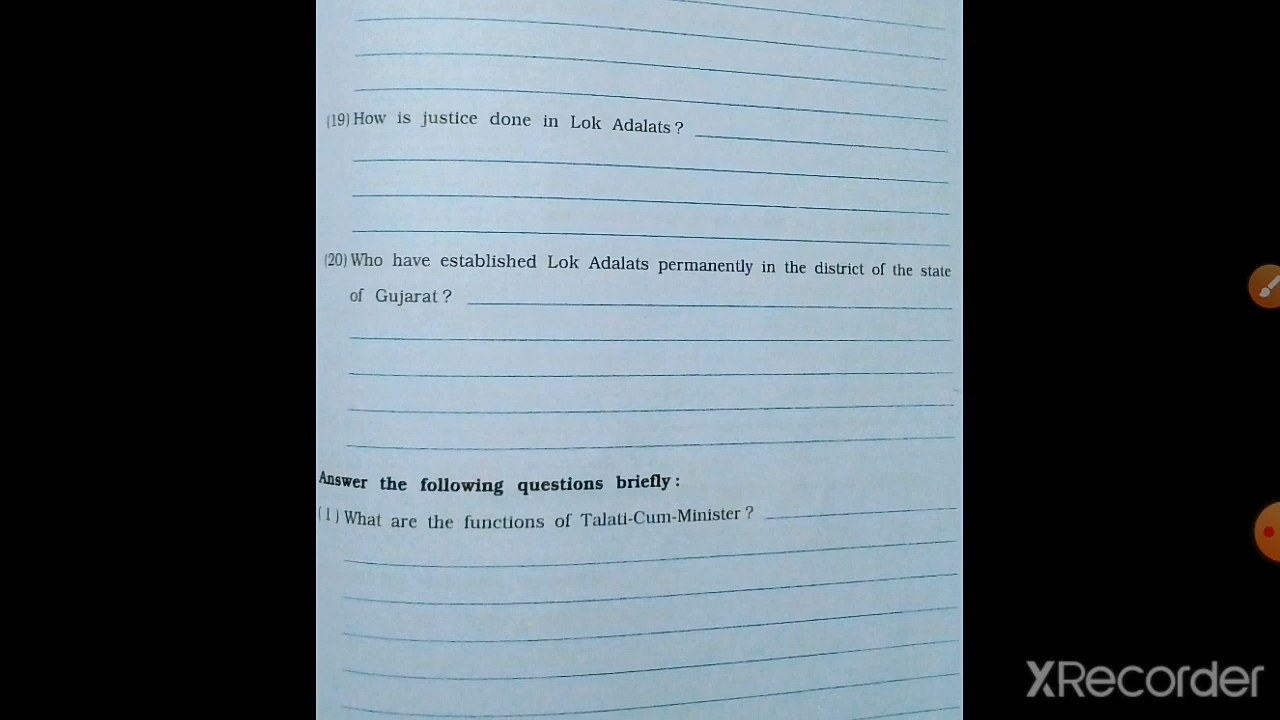 (19) How is justice done in Lok Adalats?
(20) Who have established Lok Adalats permanently in the district of the state
of Gujarat?
Answer the following questions briefly:
(1) What are the functions of Talati-Cum-Minister?
XRecorder